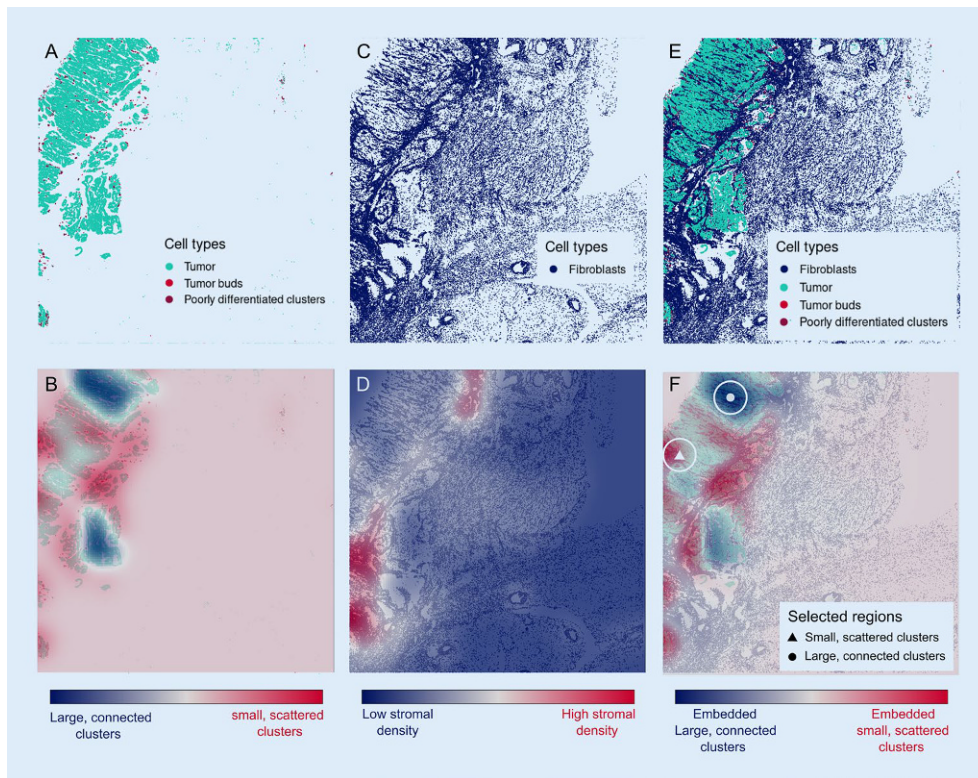 A
Cell types
Tumor
Tumor buds
Poorly differentiated clusters
C
Cell types
Fibroblasts
E
Cell types
Fibroblasts
Tumor
Tumor buds
Poorly differentiated clusters
B
Large, connected
clusters
small, scattered
clusters
D
Low stromal
density
High stromal
density
F
Selected regions
Small, scattered clusters
Large, connected clusters
Embedded
Large, connected
clusters
Embedded
small, scattered
clusters